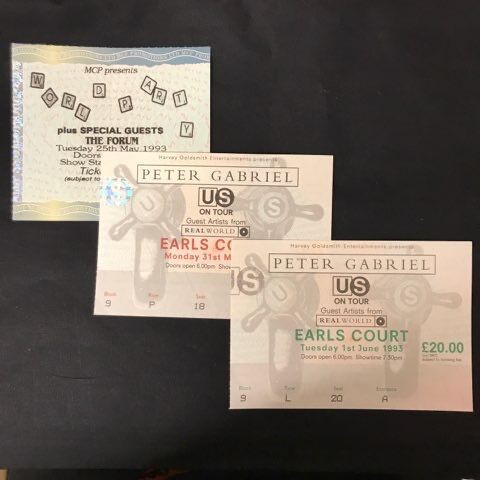 MCP presents
WORLD PARTY
plus SPECIAL GUESTS
THE FORUM
Tuesday 25th May 1993
Doors
Show Sta
Ticke
(subject to
Harvey Goldsmith Entertainments presents
PETER GABRIEL
US
ON TOUR
Guest Artists from
REALWORLD
EARLS CO
Monday 31st M
Doors open 6.00pm Show
Block Row Seat
9 P 18
Harvey Goldsmith Entertainments presents
PETER GABRIEL
US
ON TOUR
Guest Artists from
REALWORLD
EARLS COURT
Tuesday 1st June 1993
Doors open 6.00pm. Showtime 7.30pm
£20.00
Block Row Seat Entrance
9 L 20 A